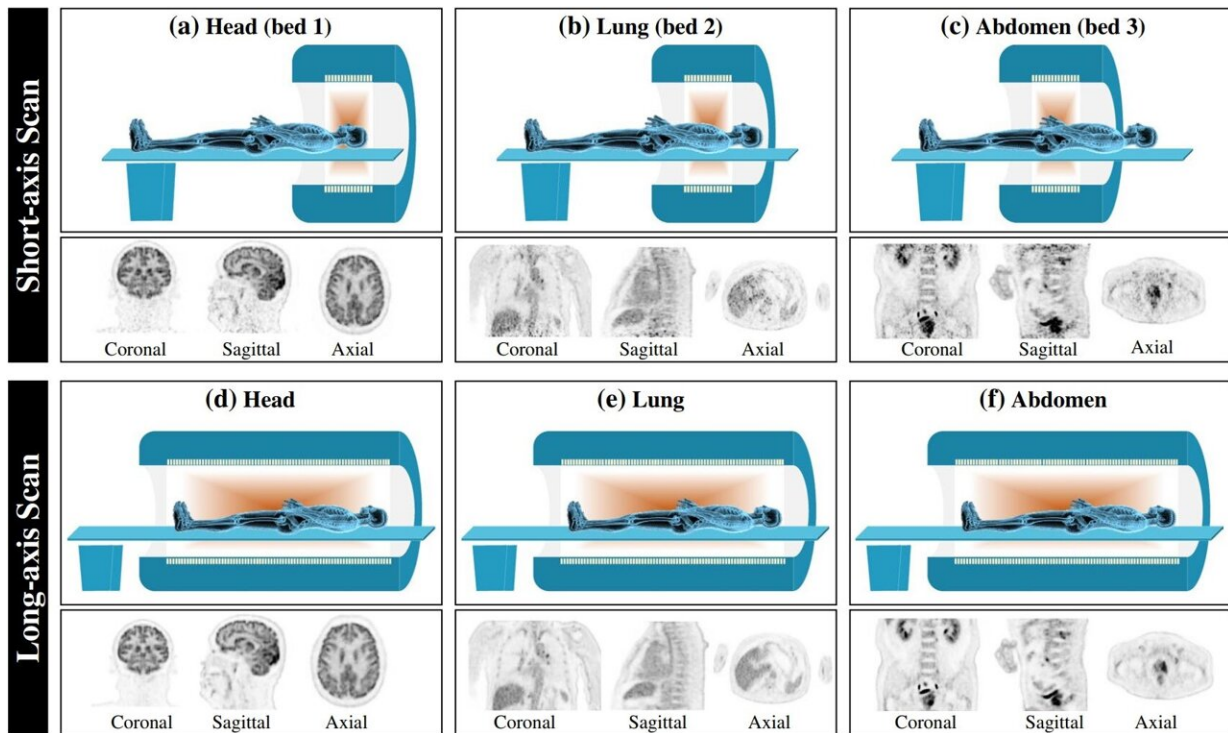 Short-axis Scan
(a) Head (bed 1)
(b) Lung (bed 2)
(c) Abdomen (bed 3)
Coronal Sagittal Axial
Coronal Sagittal Axial
Coronal Sagittal Axial
Long-axis Scan
(d) Head
(e) Lung
(f) Abdomen
Coronal Sagittal Axial
Coronal Sagittal Axial
Coronal Sagittal Axial